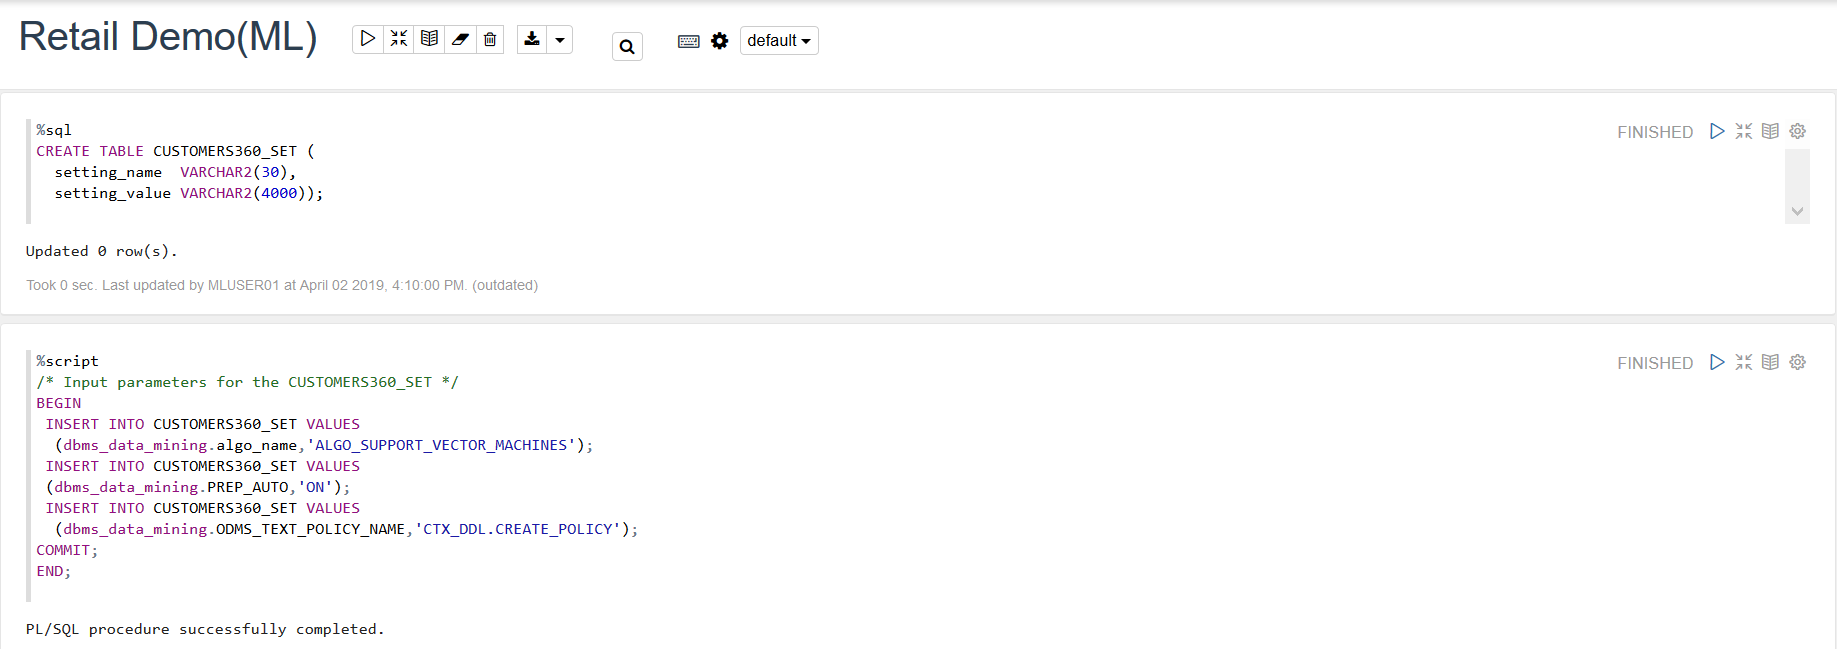 Retail Demo(ML)
default
%sql
FINISHED
CREATE TABLE CUSTOMERS360_SET (
setting_name  VARCHAR2(30),
setting_value VARCHAR2(4000));
Updated 0 row(s).
Took 0 sec. Last updated by MLUSER01 at April 02 2019, 4:10:00 PM. (outdated)
%script
FINISHED
/* Input parameters for the CUSTOMERS360_SET */
BEGIN
INSERT INTO CUSTOMERS360_SET VALUES
(dbms_data_mining.algo_name,'ALGO_SUPPORT_VECTOR_MACHINES');
INSERT INTO CUSTOMERS360_SET VALUES
(dbms_data_mining.PREP_AUTO,'ON');
INSERT INTO CUSTOMERS360_SET VALUES
(dbms_data_mining.ODMS_TEXT_POLICY_NAME,'CTX_DDL.CREATE_POLICY');
COMMIT;
END;
PL/SQL procedure successfully completed.